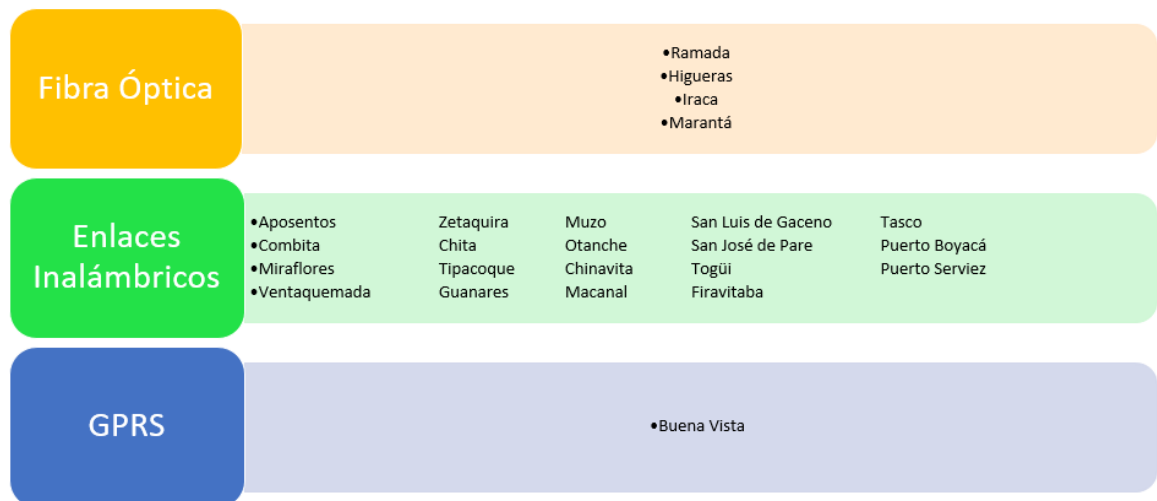 Fibra Óptica
•Ramada
•Higueras
•Iraca
•Marantá
Enlaces
Inalámbricos
•Aposentos Zetaquira Muzo San Luis de Gaceno Tasco
•Combita Chita Otanche San José de Pare Puerto Boyacá
•Miraflores Tipacoque Chinavita Togüi Puerto Serviez
•Ventaquemada Guanares Macanal Firavitaba
GPRS
•Buena Vista